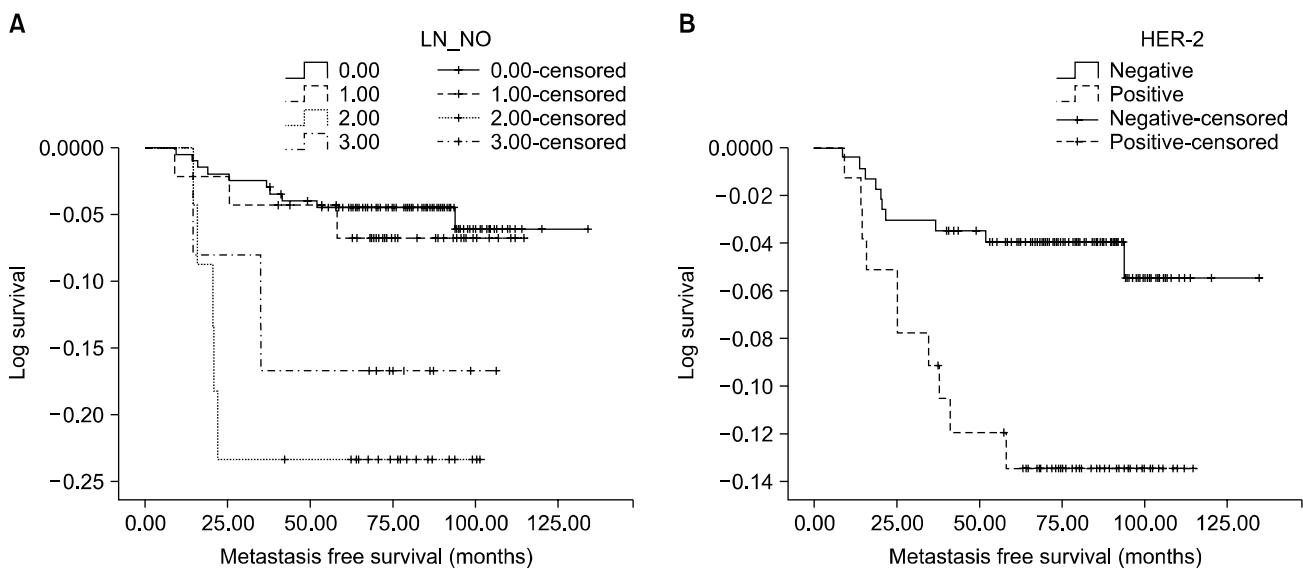 A
LN_NO
0.00
1.00
2.00
3.00
0.00-censored
1.00-censored
2.00-censored
3.00-censored
0.0000
−0.05
−0.10
−0.15
−0.20
−0.25
Log survival
0.00 25.00 50.00 75.00 100.00 125.00
Metastasis free survival (months)
B
HER-2
Negative
Positive
Negative-censored
Positive-censored
0.0000
−0.02
−0.04
−0.06
−0.08
−0.10
−0.12
−0.14
Log survival
0.00 25.00 50.00 75.00 100.00 125.00
Metastasis free survival (months)